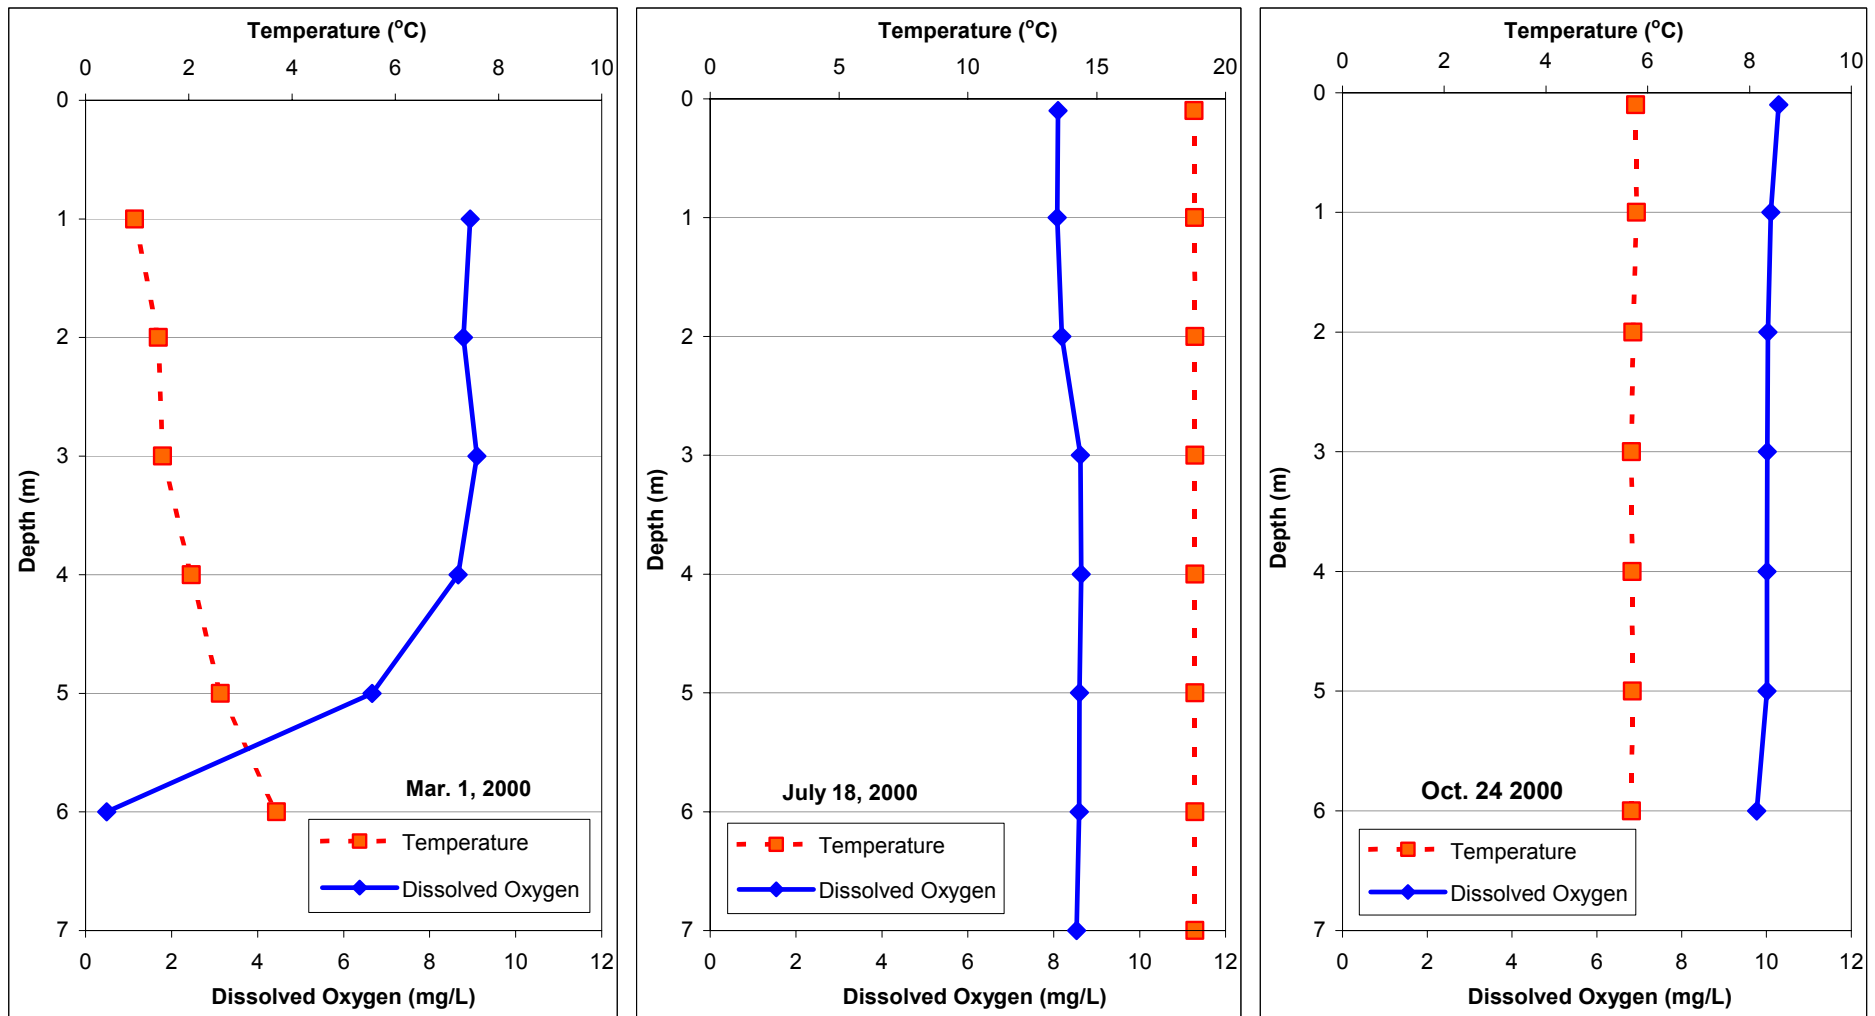 Temperature (°C)
0 2 4 6 8 10
0
1
2
3
4
5
6
7
Depth (m)
Mar. 1, 2000
Temperature
Dissolved Oxygen
0 2 4 6 8 10 12
Dissolved Oxygen (mg/L)
Temperature (°C)
0 5 10 15 20
0
1
2
3
4
5
6
7
Depth (m)
July 18, 2000
Temperature
Dissolved Oxygen
0 2 4 6 8 10 12
Dissolved Oxygen (mg/L)
Temperature (°C)
0 2 4 6 8 10
0
1
2
3
4
5
6
7
Depth (m)
Oct. 24 2000
Temperature
Dissolved Oxygen
0 2 4 6 8 10 12
Dissolved Oxygen (mg/L)